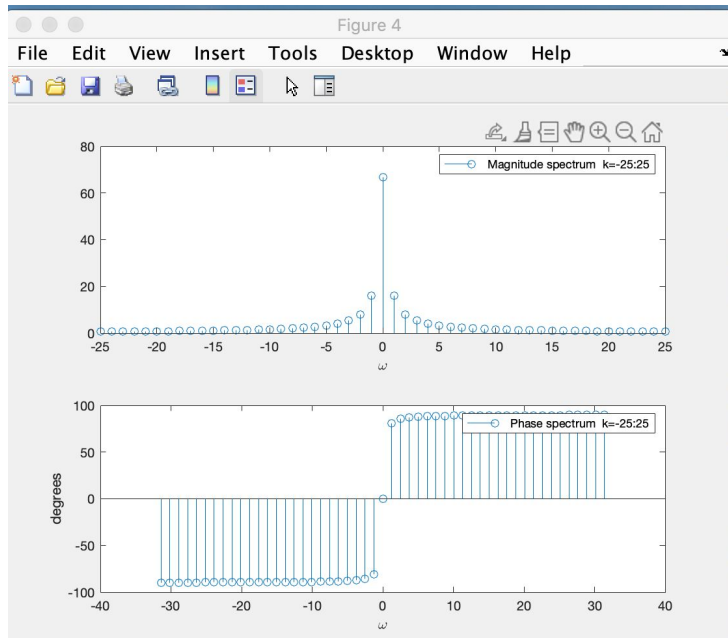 Figure 4
File Edit View Insert Tools Desktop Window Help
80
60
40
20
0
Magnitude spectrum k=-25:25
-25 -20 -15 -10 -5 0 5 10 15 20 25
ω
100
50
0
-50
-100
degrees
Phase spectrum k=-25:25
-40 -30 -20 -10 0 10 20 30 40
ω